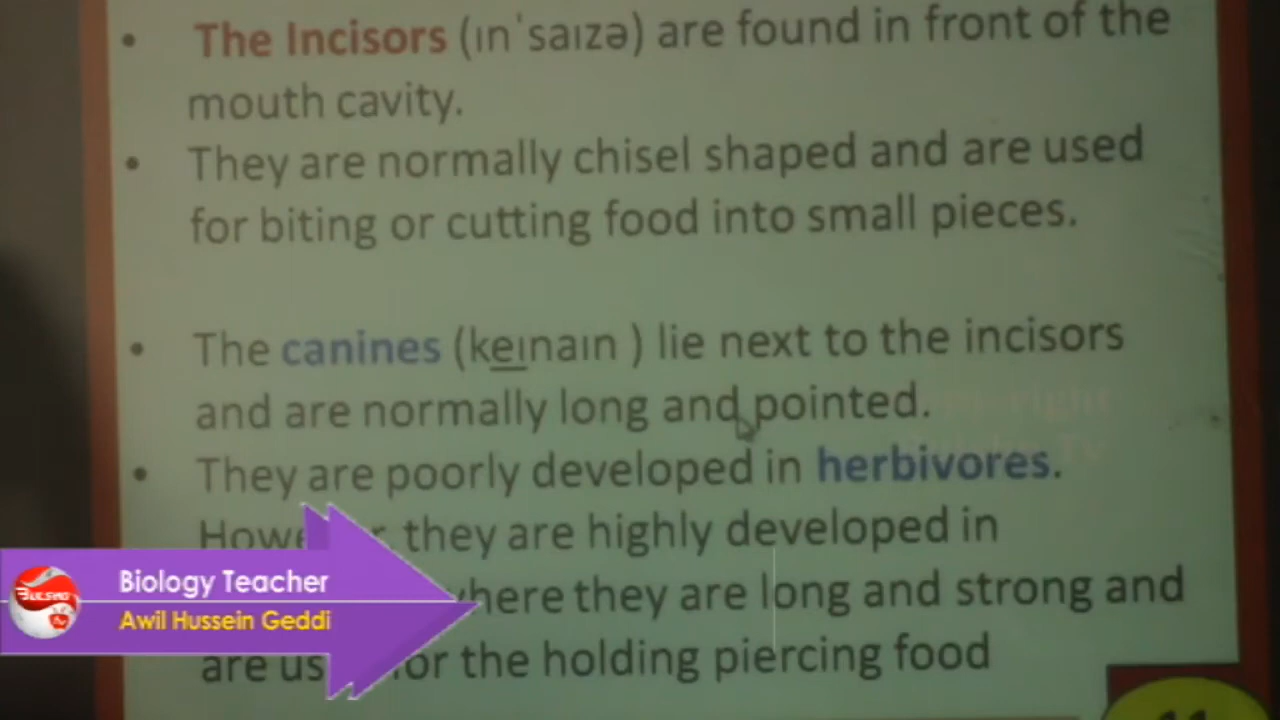 The Incisors (ɪnˈsaɪzə) are found in front of the
mouth cavity.
They are normally chisel shaped and are used
for biting or cutting food into small pieces.
The canines (keɪnaɪn ) lie next to the incisors
and are normally long and pointed.
They are poorly developed in herbivores.
they are highly developed in
where they are long and strong and
are the holding piercing food
Biology Teacher
Awil Hussein Geddi